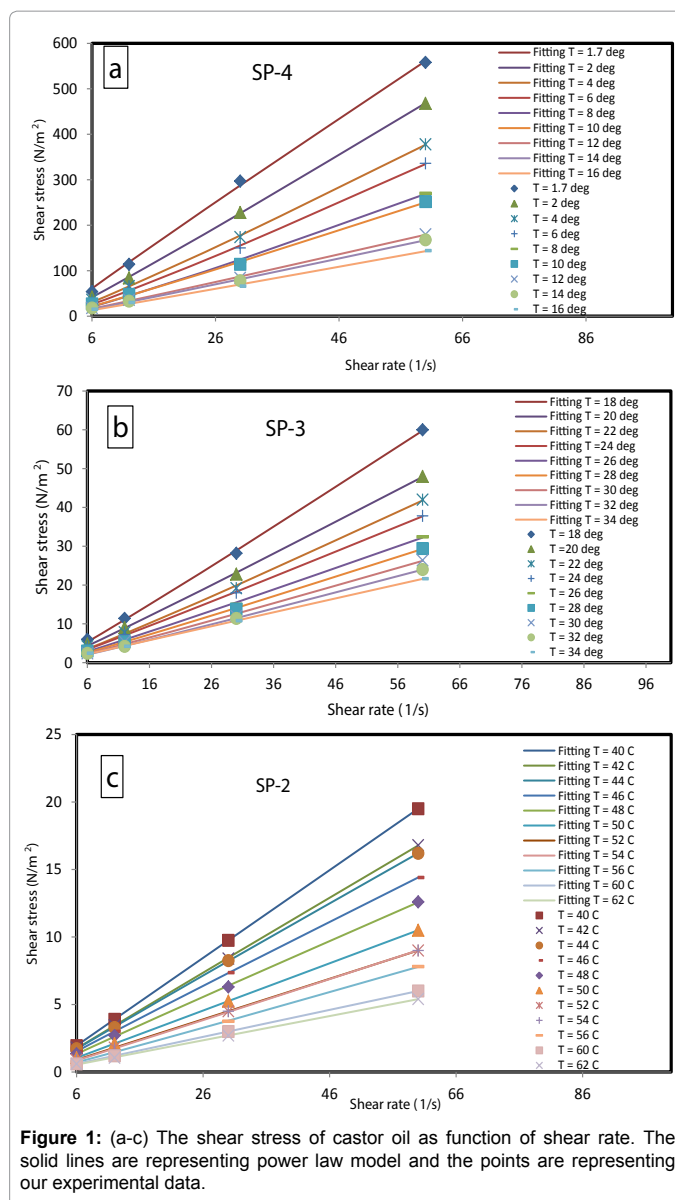 a
SP-4
Shear stress (N/m²)
600
500
400
300
200
100
0
6
26
46
66
86
Shear rate (1/s)
Fitting T = 1.7 deg
Fitting T = 2 deg
Fitting T = 4 deg
Fitting T = 6 deg
Fitting T = 8 deg
Fitting T = 10 deg
Fitting T = 12 deg
Fitting T = 14 deg
Fitting T = 16 deg
T = 1.7 deg
T = 2 deg
T = 4 deg
T = 6 deg
T = 8 deg
T = 10 deg
T = 12 deg
T = 14 deg
T = 16 deg
b
SP-3
Shear stress (N/m²)
70
60
50
40
30
20
10
0
6
16
26
36
46
56
66
76
86
96
Shear rate (1/s)
Fitting T = 18 deg
Fitting T = 20 deg
Fitting T = 22 deg
Fitting T =24 deg
Fitting T = 26 deg
Fitting T = 28 deg
Fitting T = 30 deg
Fitting T = 32 deg
Fitting T = 34 deg
T = 18 deg
T =20 deg
T = 22 deg
T = 24 deg
T = 26 deg
T = 28 deg
T = 30 deg
T = 32 deg
T = 34 deg
c
SP-2
Shear stress (N/m²)
25
20
15
10
5
0
6
26
46
66
86
Shear rate (1/s)
Fitting T = 40 C
Fitting T = 42 C
Fitting T = 44 C
Fitting T = 46 C
Fitting T = 48 C
Fitting T = 50 C
Fitting T = 52 C
Fitting T = 54 C
Fitting T = 56 C
Fitting T = 60 C
Fitting T = 62 C
T = 40 C
T = 42 C
T = 44 C
T = 46 C
T = 48 C
T = 50 C
T = 52 C
T = 54 C
T = 56 C
T = 60 C
T = 62 C
Figure 1: (a-c) The shear stress of castor oil as function of shear rate. The
solid lines are representing power law model and the points are representing
our experimental data.